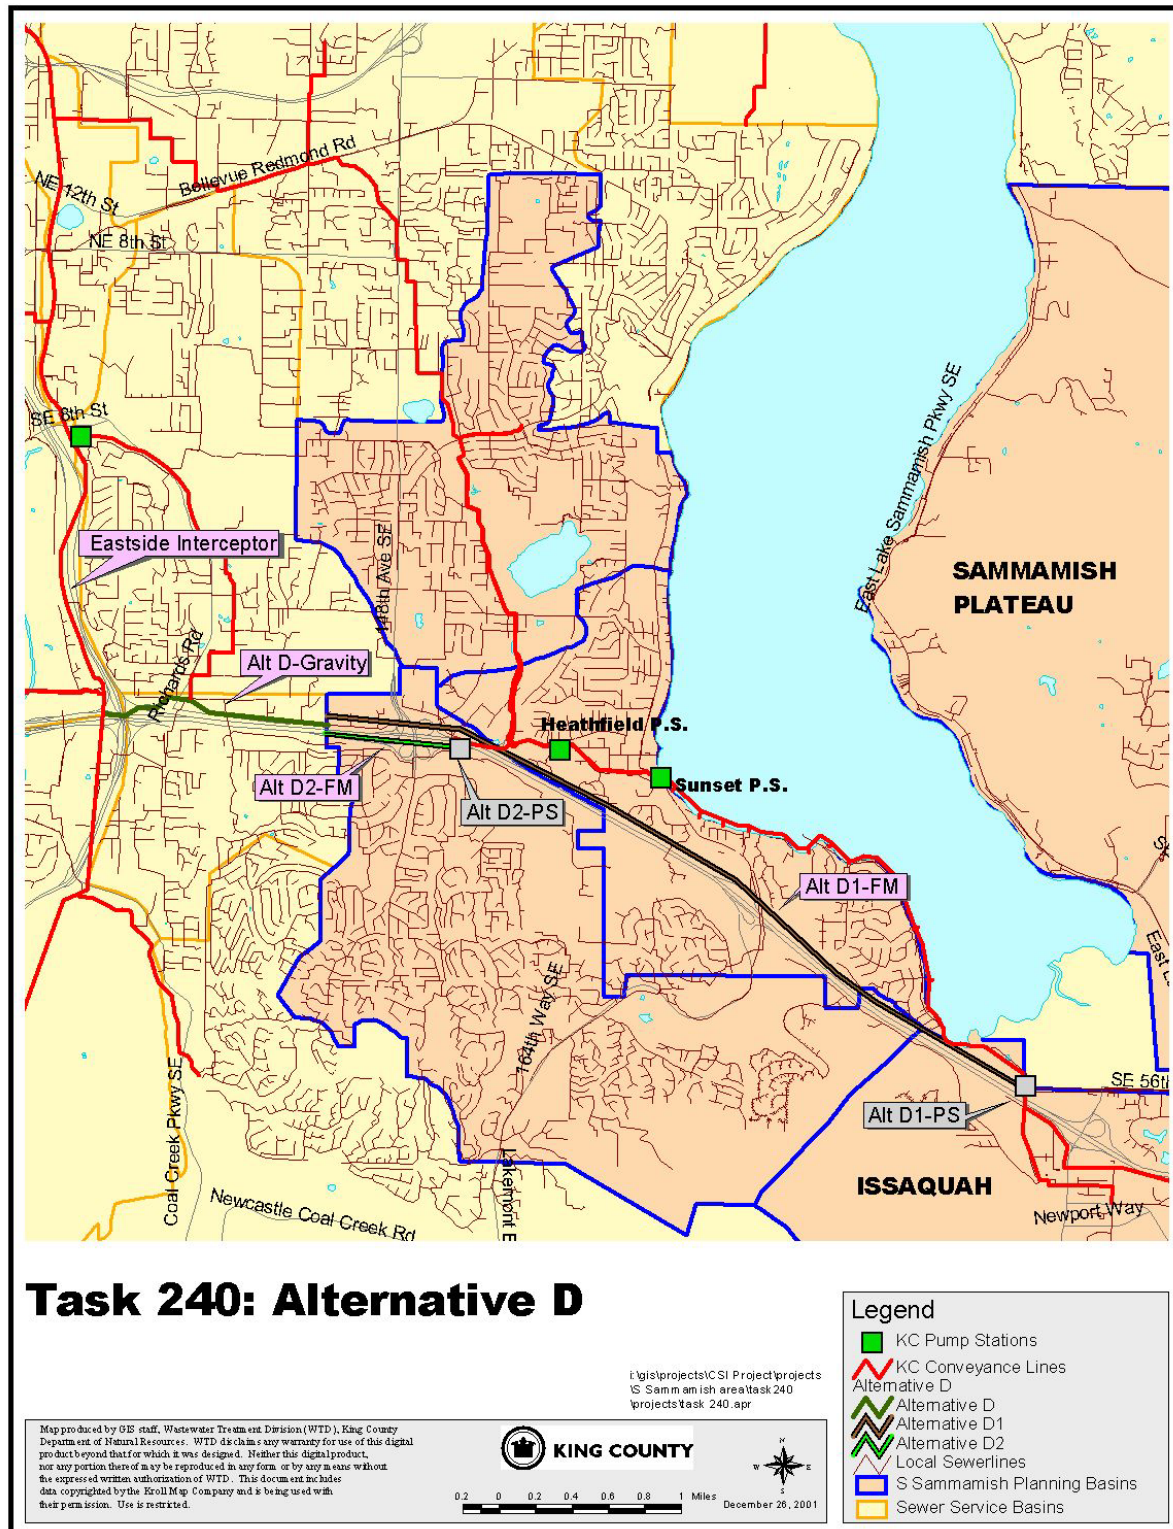 Bellevue Redmond Rd
NE 12th St
NE 8th St
SE 8th St
East Lake Sammamish Pkwy SE
148th Ave SE
Eastside Interceptor
SAMMAMISH
PLATEAU
Richards Rd
Alt D-Gravity
Heathfield P.S.
Alt D2-FM
Sunset P.S.
Alt D2-PS
Alt D1-FM
East La
164th Way SE
Coal Creek Pkwy SE
SE 56th
Alt D1-PS
Lakemont B
ISSAQUAH
Newcastle Coal Creek Rd
Newport Way
Task 240: Alternative D
i:\gis\projects\CSI Project\projects
\S Sammamish area\task240
\projects\task 240.apr
Map produced by GIS staff, Wastewater Treatment Division (WTD), King County
Department of Natural Resources. WTD disclaims any warranty for use of this digital
product beyond that for which it was designed. Neither this digital product,
nor any portion thereof may be reproduced in any form or by any means without
the expressed written authorization of WTD. This document includes
data copyrighted by the Kroll Map Company and is being used with
their permission. Use is restricted.
KING COUNTY
N
W E
S
0.2 0 0.2 0.4 0.6 0.8 1 Miles
December 26, 2001
Legend
KC Pump Stations
KC Conveyance Lines
Alternative D
Alternative D
Alternative D1
Alternative D2
Local Sewerlines
S Sammamish Planning Basins
Sewer Service Basins